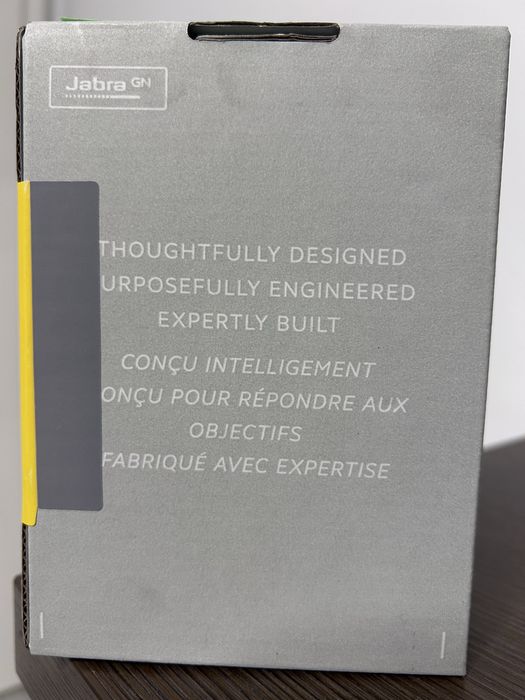 Jabra GN
THOUGHTFULLY DESIGNED
URPOSEFULLY ENGINEERED
EXPERTLY BUILT
CONÇU INTELLIGEMENT
ONÇU POUR RÉPONDRE AUX
OBJECTIFS
FABRIQUÉ AVEC EXPERTISE